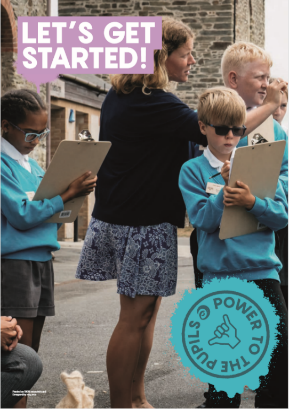 LET'S GET
STARTED!
POWER TO THE PUPILS